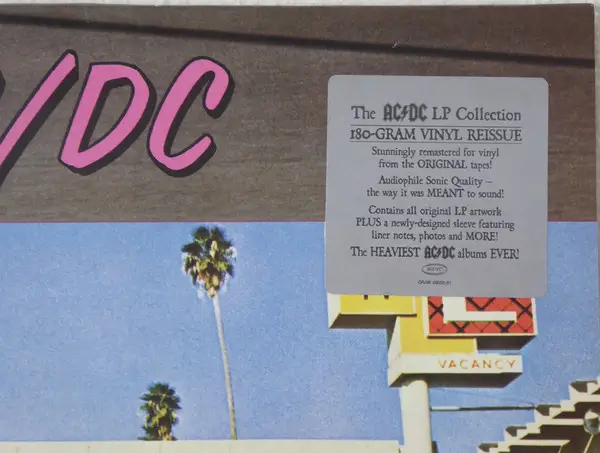 /DC
The AC/DC LP Collection
180-GRAM VINYL REISSUE
Stunningly remastered for vinyl
from the ORIGINAL tapes!
Audiophile Sonic Quality –
the way it was MEANT to sound!
Contains all original LP artwork
PLUS a newly-designed sleeve featuring
liner notes, photos and MORE!
The HEAVIEST AC/DC albums EVER!
VACANCY